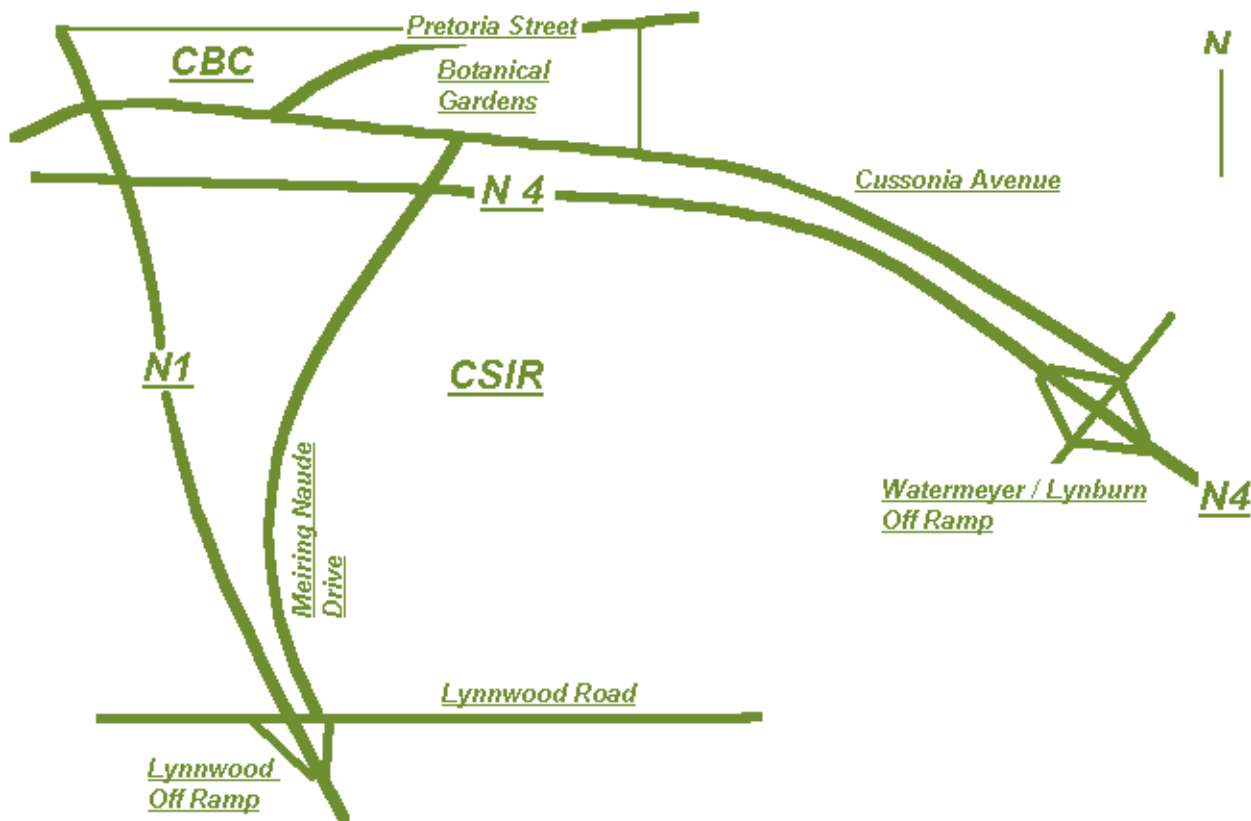 Pretoria Street
N
CBC
Botanical
Gardens
Cussonia Avenue
N 4
N1
CSIR
Meiring Naude
Drive
Watermeyer / Lynburn
Off Ramp
N4
Lynnwood Road
Lynnwood
Off Ramp